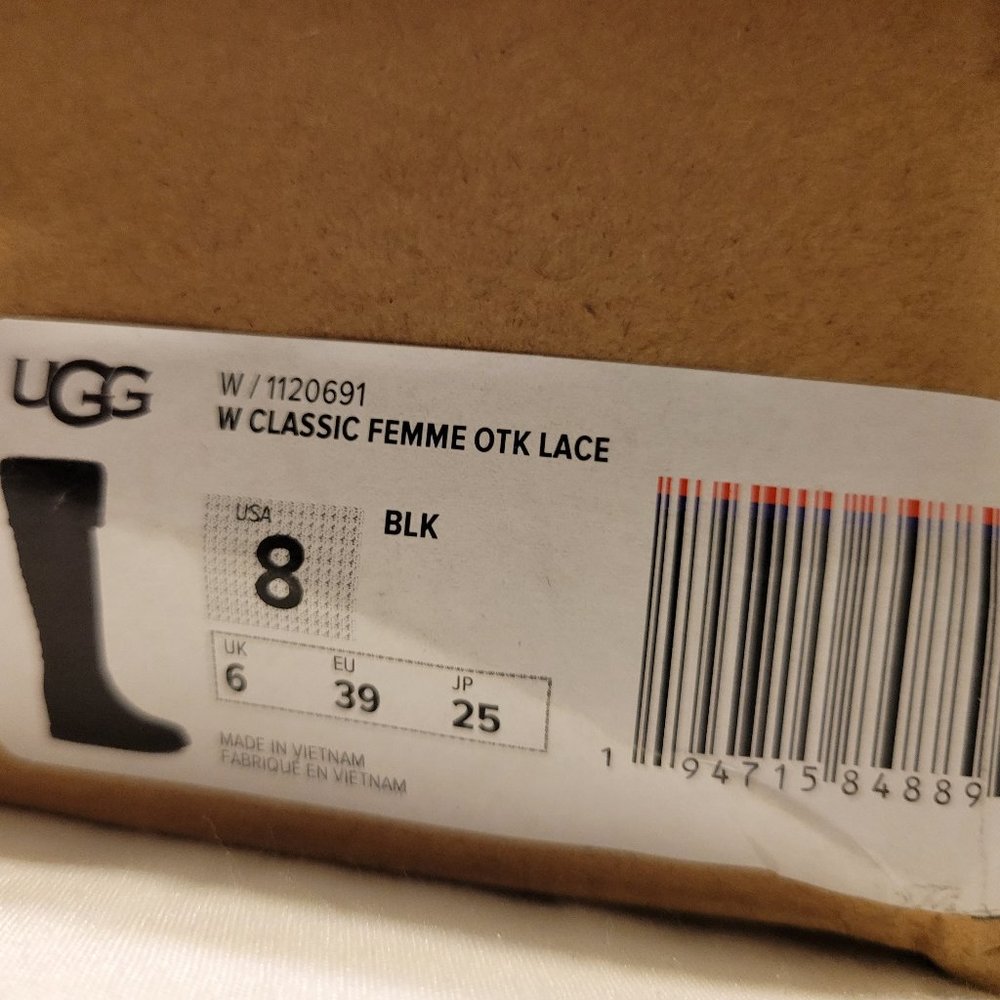 UGG
W / 1120691
W CLASSIC FEMME OTK LACE
USA
8
BLK
UK
6
EU
39
JP
25
MADE IN VIETNAM
FABRIQUÉ EN VIETNAM
1 94715 84889